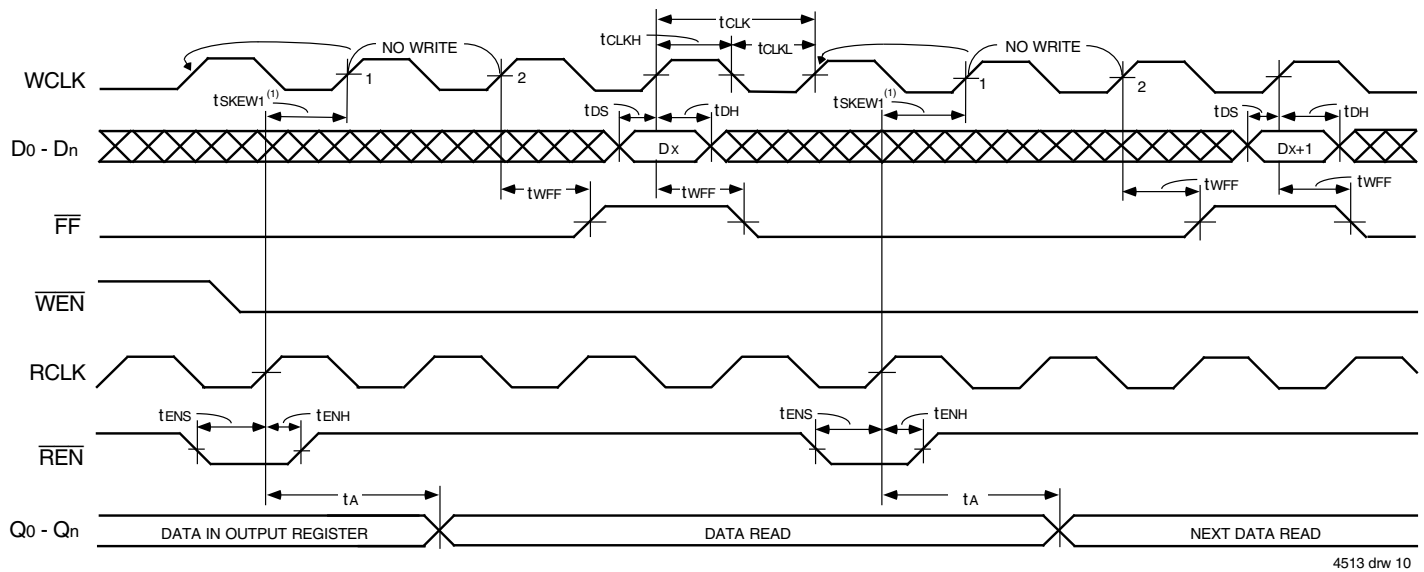 tCLK
NO WRITE
tCLKH
tCLKL
NO WRITE
WCLK
1
2
1
2
tSKEW1(1)
tDS
tDH
tSKEW1(1)
tDS
tDH
D0 - Dn
DX
DX+1
tWFF
tWFF
tWFF
tWFF
FF
WEN
RCLK
tENS
tENH
tENS
tENH
REN
tA
tA
Q0 - Qn
DATA IN OUTPUT REGISTER
DATA READ
NEXT DATA READ
4513 drw 10